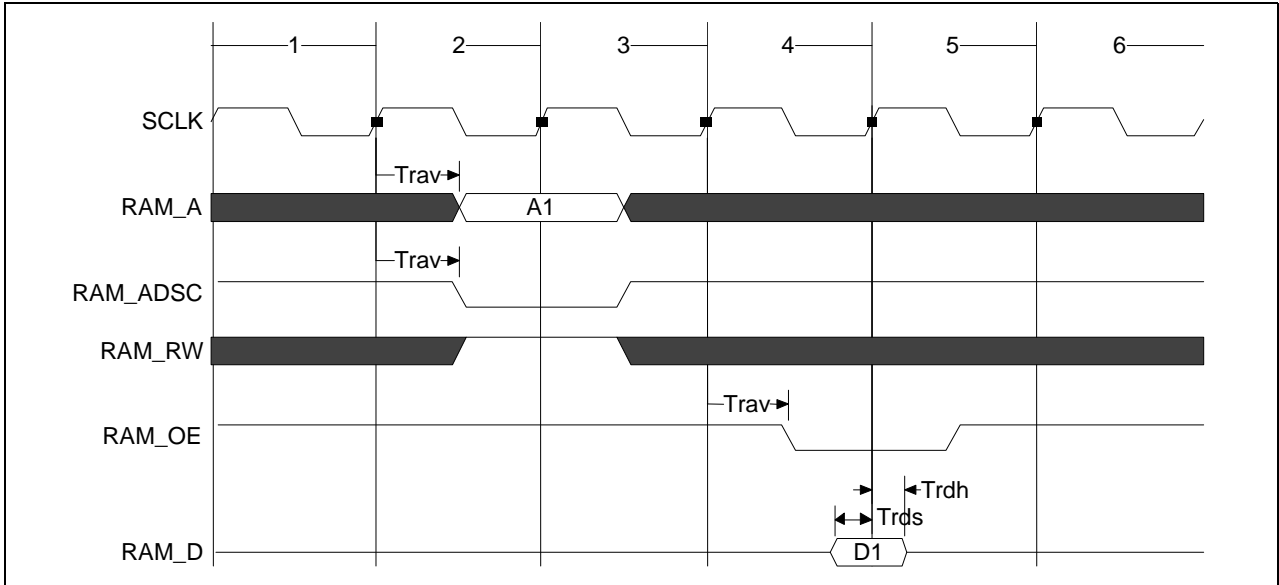 1 2 3 4 5 6
SCLK
Trav
RAM_A A1
Trav
RAM_ADSC
RAM_RW
Trav
RAM_OE
Trdh
Trds
RAM_D D1